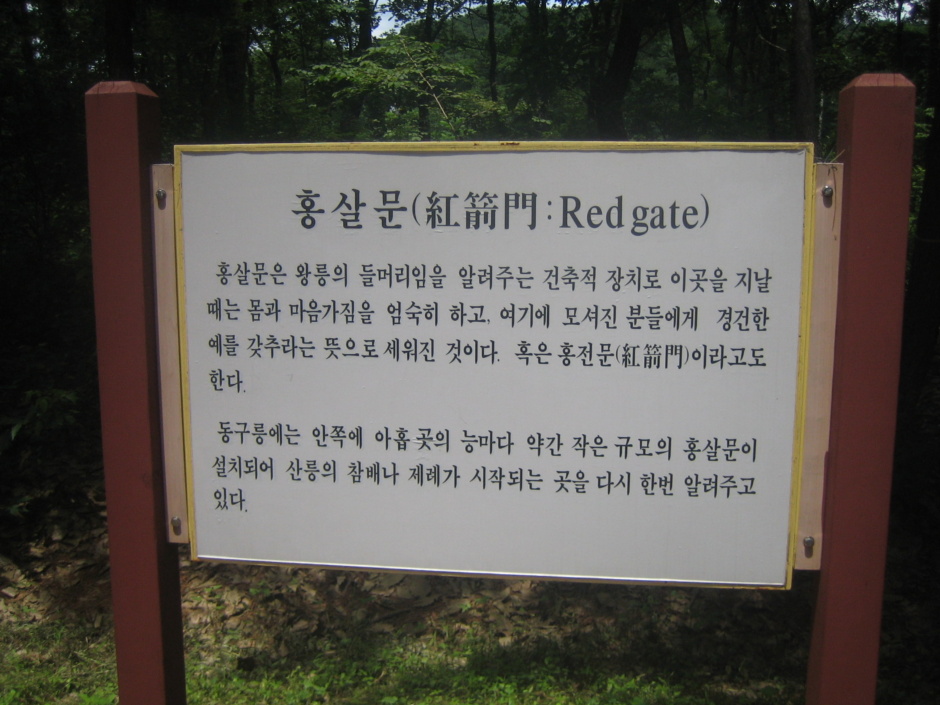 홍살문(紅箭門:Red gate)
홍살문은 왕릉의 들머리임을 알려주는 건축적 장치로 이곳을 지날
때는 몸과 마음가짐을 엄숙히 하고, 여기에 모셔진 분들에게 경건한
예를 갖추라는 뜻으로 세워진 것이다. 혹은 홍전문(紅箭門)이라고도
한다.
동구릉에는 안쪽에 아홉 곳의 능마다 약간 작은 규모의 홍살문이
설치되어 산릉의 참배나 제례가 시작되는 곳을 다시 한번 알려주고
있다.